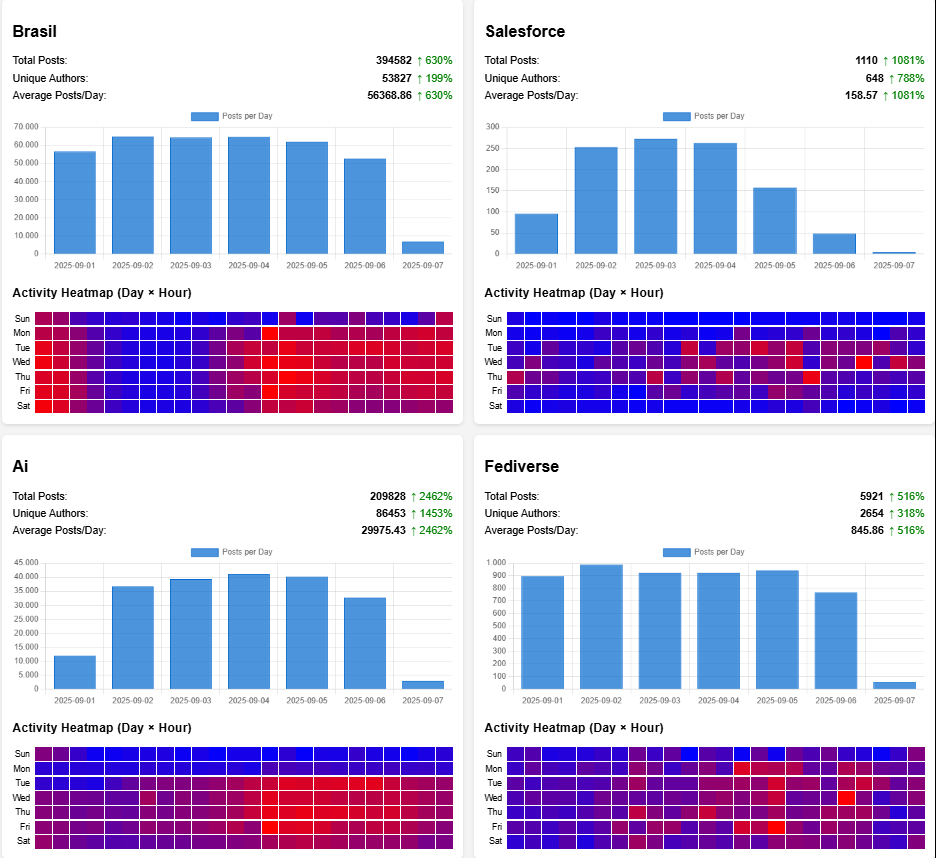 Brasil
Total Posts: 394582 ↑ 630%
Unique Authors: 53827 ↑ 199%
Average Posts/Day: 56368.86 ↑ 630%
Posts per Day
70.000
60.000
50.000
40.000
30.000
20.000
10.000
0
2025-09-01 2025-09-02 2025-09-03 2025-09-04 2025-09-05 2025-09-06 2025-09-07
Activity Heatmap (Day × Hour)
Sun
Mon
Tue
Wed
Thu
Fri
Sat
Salesforce
Total Posts: 1110 ↑ 1081%
Unique Authors: 648 ↑ 788%
Average Posts/Day: 158.57 ↑ 1081%
Posts per Day
300
250
200
150
100
50
0
2025-09-01 2025-09-02 2025-09-03 2025-09-04 2025-09-05 2025-09-06 2025-09-07
Activity Heatmap (Day × Hour)
Sun
Mon
Tue
Wed
Thu
Fri
Sat
Ai
Total Posts: 209828 ↑ 2462%
Unique Authors: 86453 ↑ 1453%
Average Posts/Day: 29975.43 ↑ 2462%
Posts per Day
45.000
40.000
35.000
30.000
25.000
20.000
15.000
10.000
5.000
0
2025-09-01 2025-09-02 2025-09-03 2025-09-04 2025-09-05 2025-09-06 2025-09-07
Activity Heatmap (Day × Hour)
Sun
Mon
Tue
Wed
Thu
Fri
Sat
Fediverse
Total Posts: 5921 ↑ 516%
Unique Authors: 2654 ↑ 318%
Average Posts/Day: 845.86 ↑ 516%
Posts per Day
1.000
900
800
700
600
500
400
300
200
100
0
2025-09-01 2025-09-02 2025-09-03 2025-09-04 2025-09-05 2025-09-06 2025-09-07
Activity Heatmap (Day × Hour)
Sun
Mon
Tue
Wed
Thu
Fri
Sat